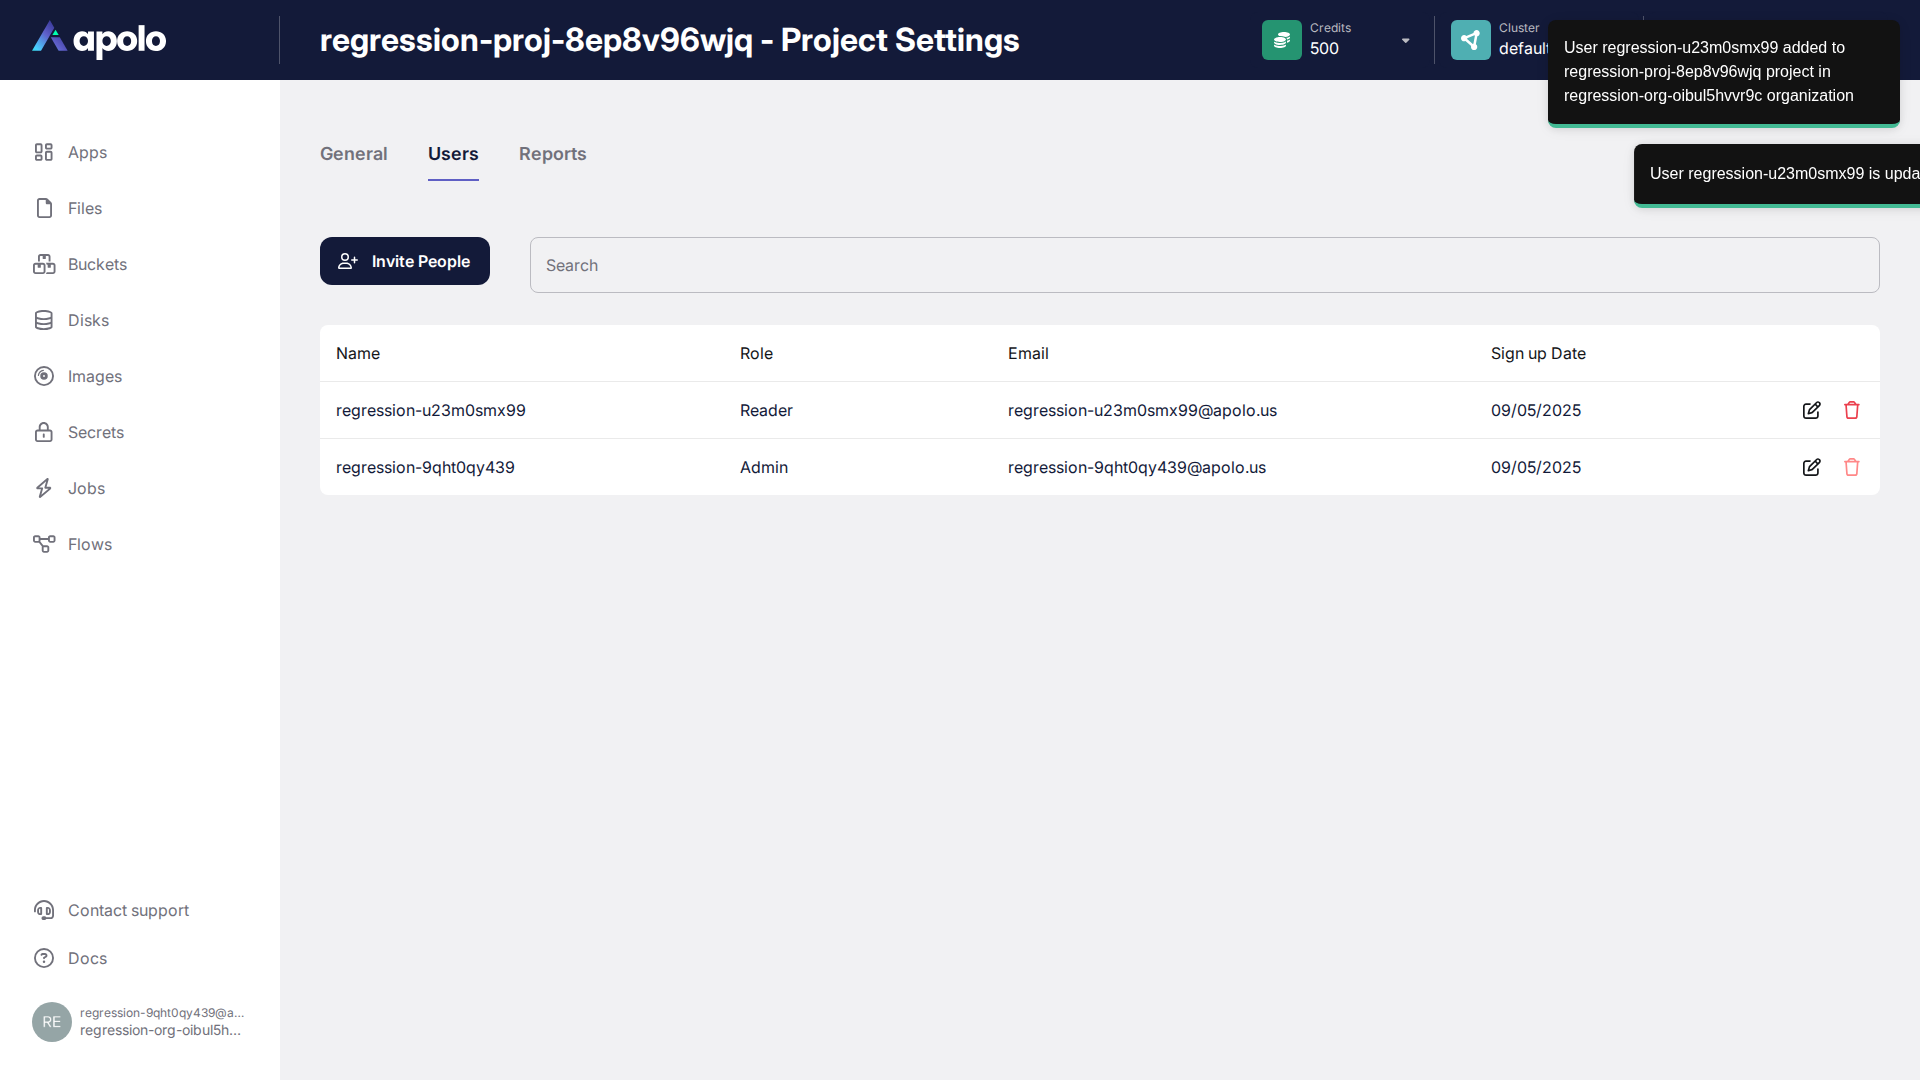 apolo
regression-proj-8ep8v96wjq - Project Settings
Credits
500
Cluster
default
User regression-u23m0smx99 added to
regression-proj-8ep8v96wjq project in
regression-org-oibul5hvvr9c organization
User regression-u23m0smx99 is upda
Apps
Files
Buckets
Disks
Images
Secrets
Jobs
Flows
General Users Reports
Invite People
Search
Name Role Email Sign up Date
regression-u23m0smx99 Reader regression-u23m0smx99@apolo.us 09/05/2025
regression-9qht0qy439 Admin regression-9qht0qy439@apolo.us 09/05/2025
Contact support
Docs
RE
regression-9qht0qy439@a...
regression-org-oibul5h...